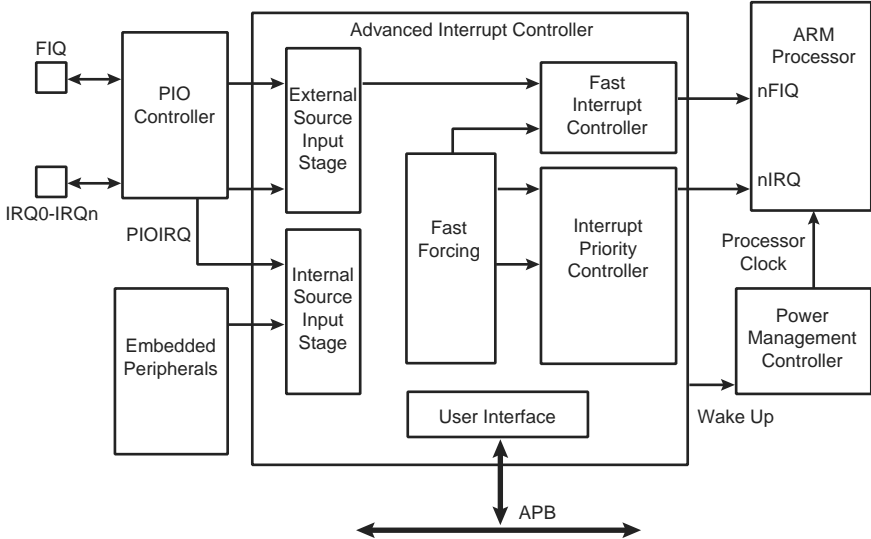 Advanced Interrupt Controller
FIQ
PIO
Controller
IRQ0-IRQn
PIOIRQ
Embedded
Peripherals
External
Source
Input
Stage
Internal
Source
Input
Stage
Fast
Forcing
Fast
Interrupt
Controller
Interrupt
Priority
Controller
User Interface
APB
ARM
Processor
nFIQ
nIRQ
Processor
Clock
Power
Management
Controller
Wake Up